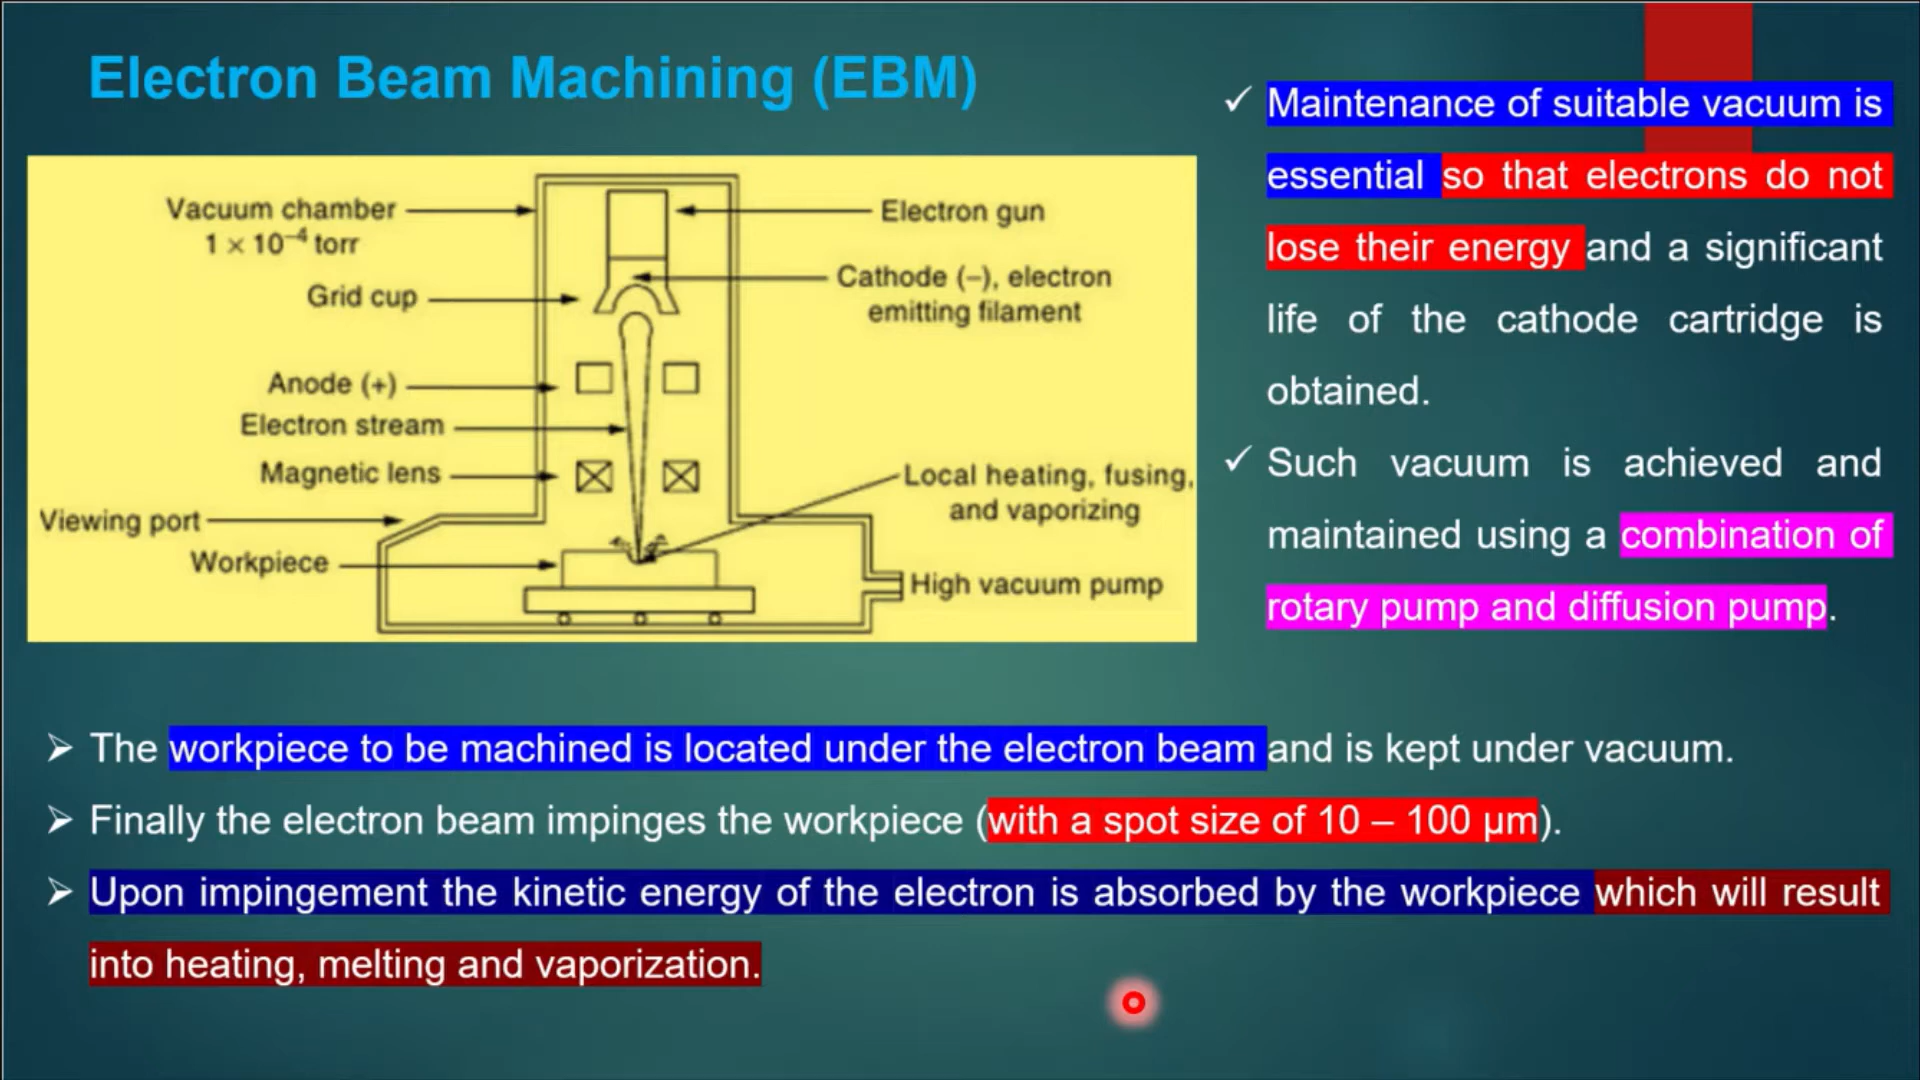 Electron Beam Machining (EBM)
Vacuum chamber
1 × 10⁻⁴ torr
Grid cup
Anode (+)
Electron stream
Magnetic lens
Viewing port
Workpiece
Electron gun
Cathode (–), electron
emitting filament
Local heating, fusing,
and vaporizing
High vacuum pump
✓ Maintenance of suitable vacuum is
essential so that electrons do not
lose their energy and a significant
life of the cathode cartridge is
obtained.
✓ Such vacuum is achieved and
maintained using a combination of
rotary pump and diffusion pump.
➢ The workpiece to be machined is located under the electron beam and is kept under vacuum.
➢ Finally the electron beam impinges the workpiece (with a spot size of 10 – 100 μm).
➢ Upon impingement the kinetic energy of the electron is absorbed by the workpiece which will result
into heating, melting and vaporization.